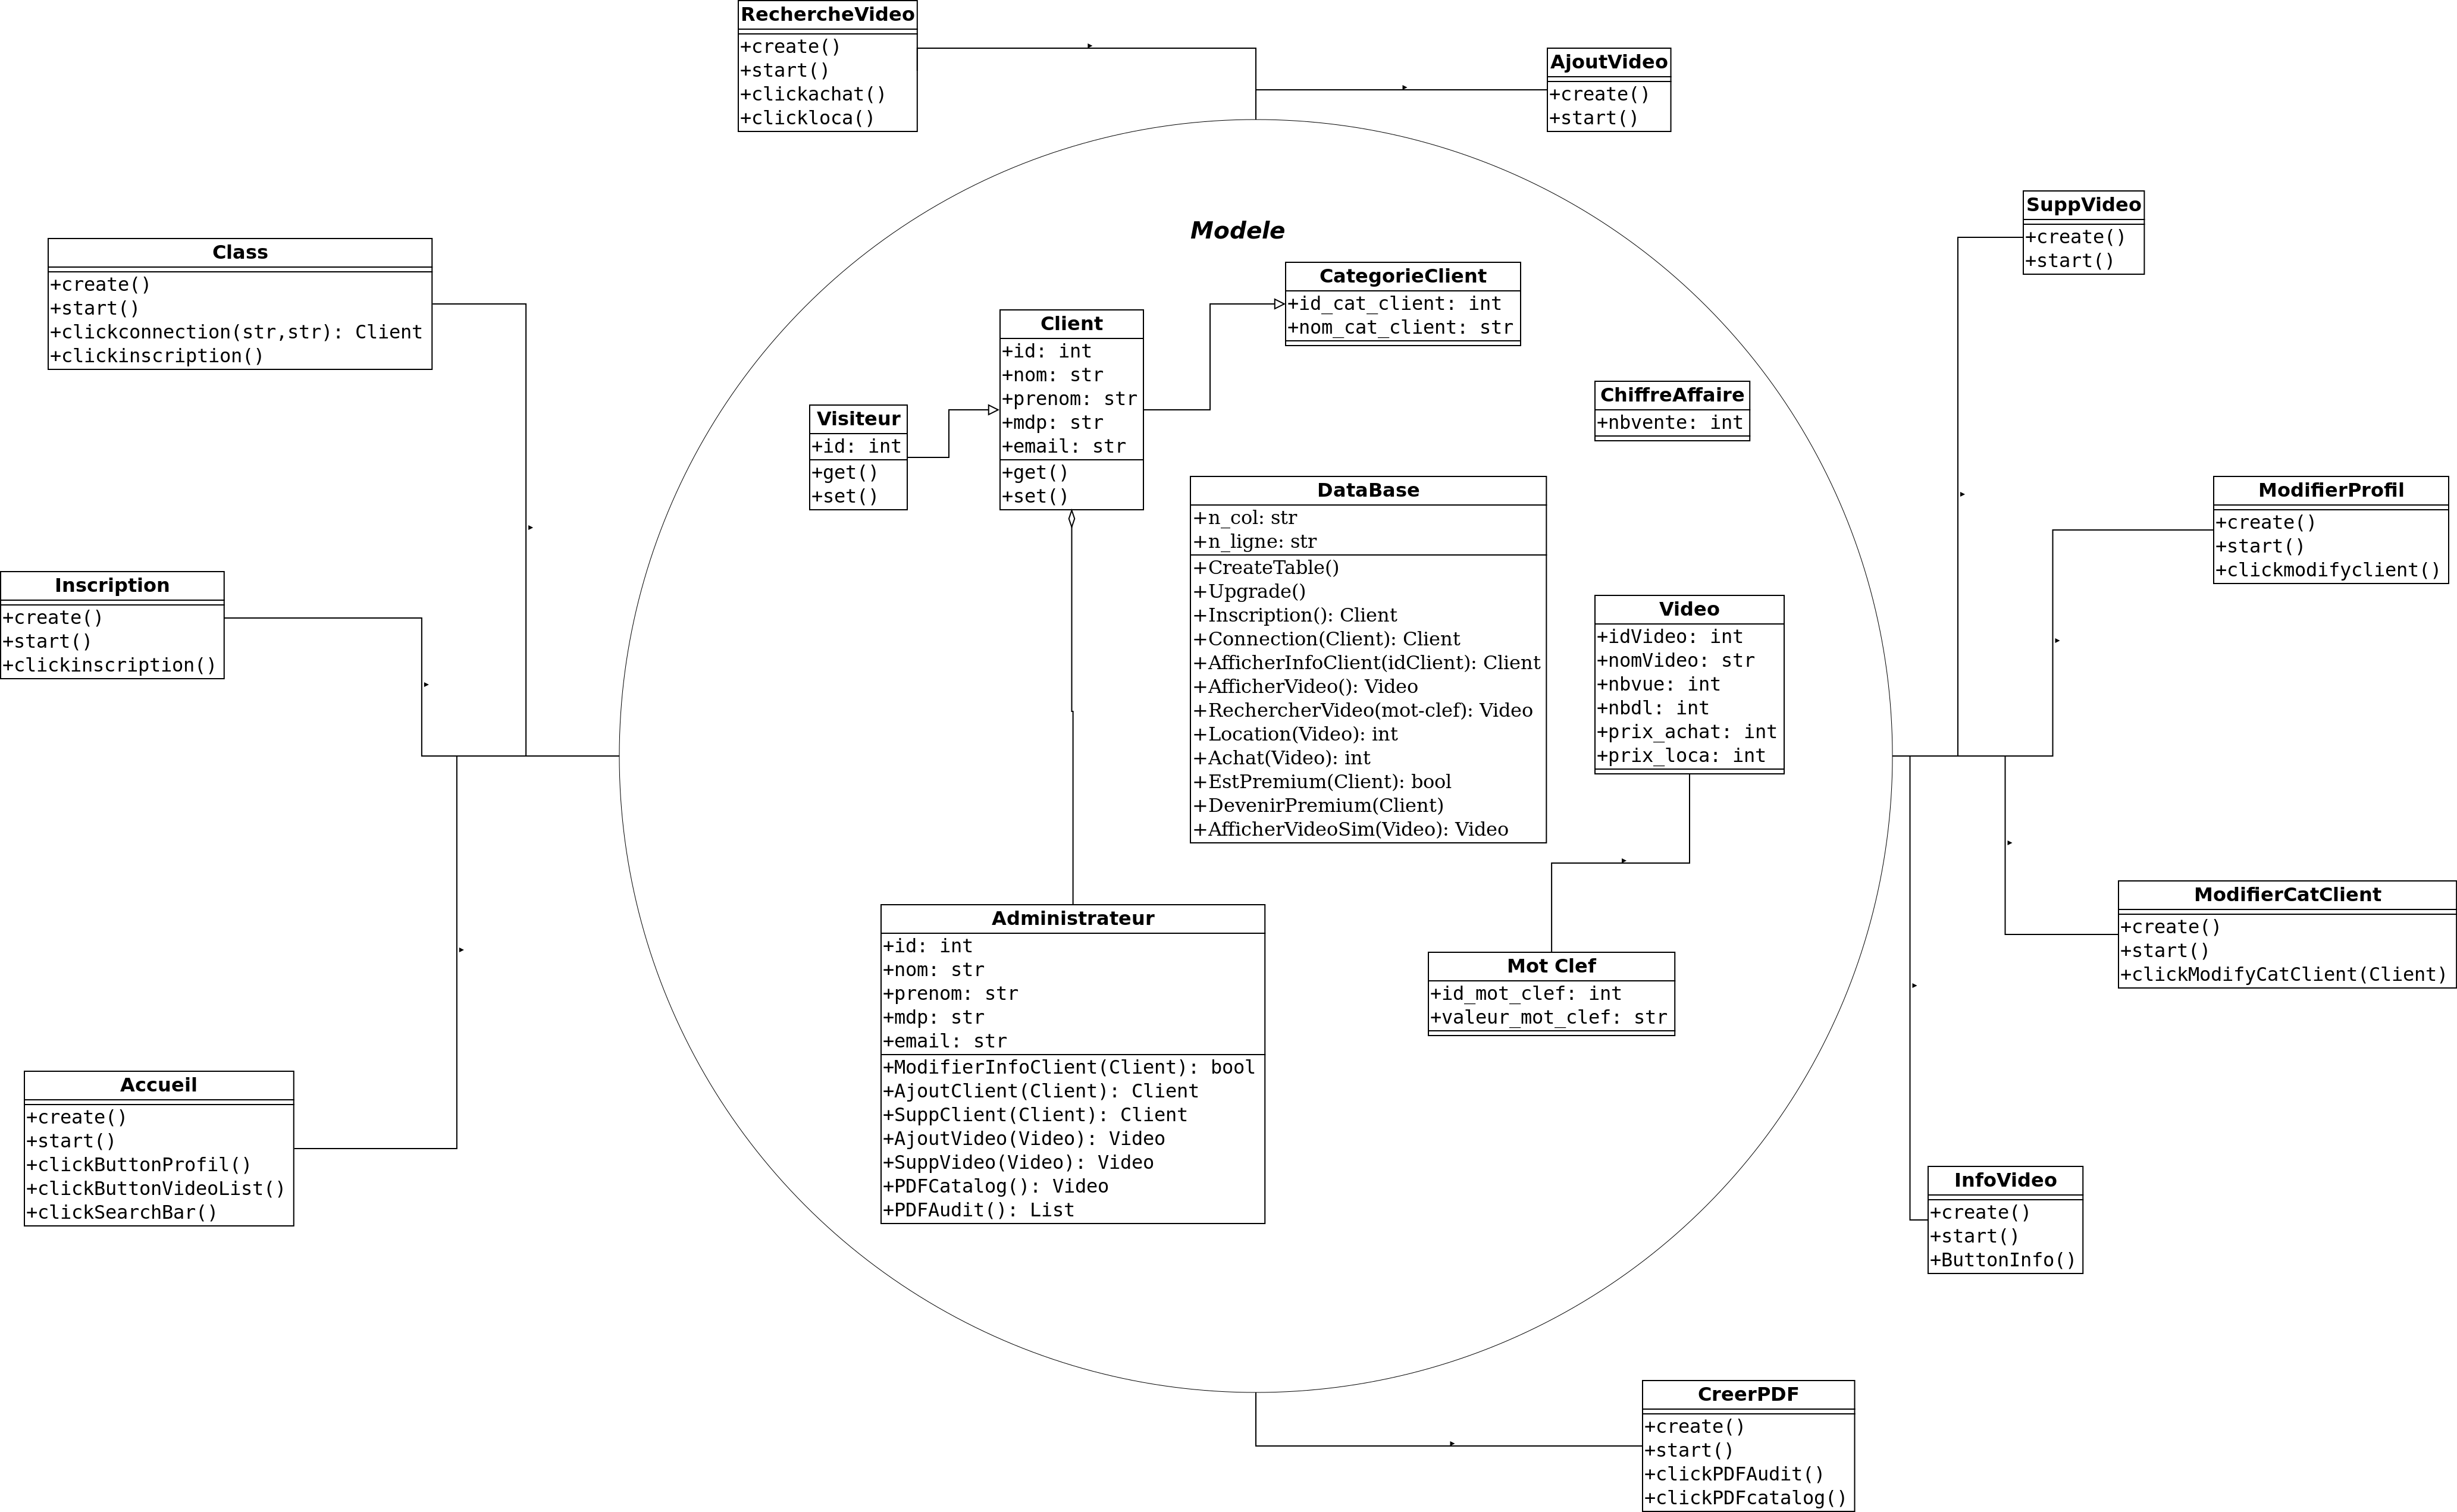 RechercheVideo
+create()
+start()
+clickachat()
+clickloca()
AjoutVideo
+create()
+start()
SuppVideo
+create()
+start()
Class
+create()
+start()
+clickconnection(str,str): Client
+clickinscription()
Modele
CategorieClient
+id_cat_client: int
+nom_cat_client: str
Client
+id: int
+nom: str
+prenom: str
+mdp: str
+email: str
+get()
+set()
Visiteur
+id: int
+get()
+set()
ChiffreAffaire
+nbvente: int
DataBase
+n_col: str
+n_ligne: str
+CreateTable()
+Upgrade()
+Inscription(): Client
+Connection(Client): Client
+AfficherInfoClient(idClient): Client
+AfficherVideo(): Video
+RechercherVideo(mot-clef): Video
+Location(Video): int
+Achat(Video): int
+EstPremium(Client): bool
+DevenirPremium(Client)
+AfficherVideoSim(Video): Video
ModifierProfil
+create()
+start()
+clickmodifyclient()
Inscription
+create()
+start()
+clickinscription()
Video
+idVideo: int
+nomVideo: str
+nbvue: int
+nbdl: int
+prix_achat: int
+prix_loca: int
ModifierCatClient
+create()
+start()
+clickModifyCatClient(Client)
Administrateur
+id: int
+nom: str
+prenom: str
+mdp: str
+email: str
+ModifierInfoClient(Client): bool
+AjoutClient(Client): Client
+SuppClient(Client): Client
+AjoutVideo(Video): Video
+SuppVideo(Video): Video
+PDFCatalog(): Video
+PDFAudit(): List
Mot Clef
+id_mot_clef: int
+valeur_mot_clef: str
Accueil
+create()
+start()
+clickButtonProfil()
+clickButtonVideoList()
+clickSearchBar()
InfoVideo
+create()
+start()
+ButtonInfo()
CreerPDF
+create()
+start()
+clickPDFAudit()
+clickPDFcatalog()